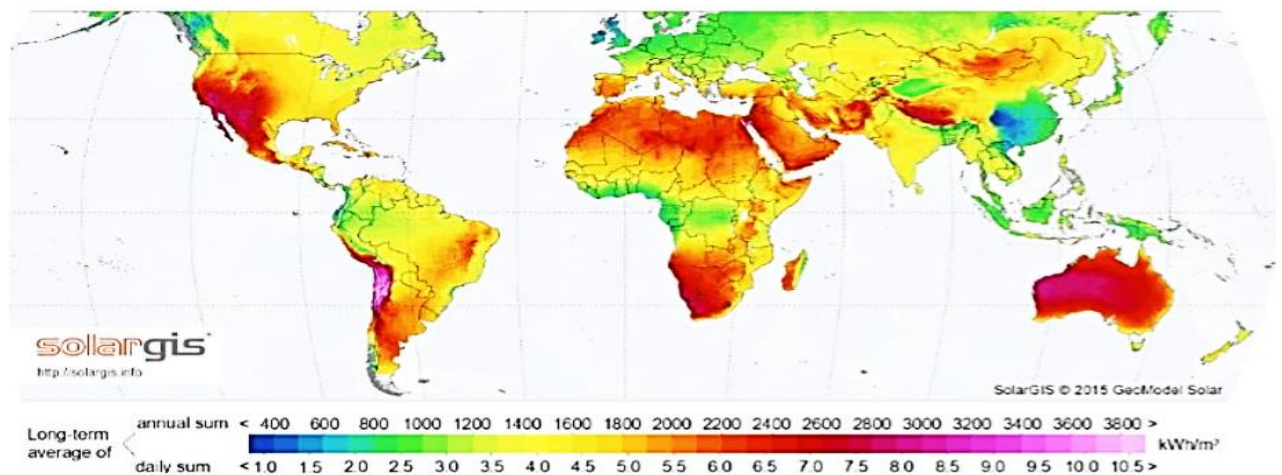 solargis
http://solargis.info
SolarGIS © 2015 GeoModel Solar
Long-term average of
annual sum < 400 600 800 1000 1200 1400 1600 1800 2000 2200 2400 2600 2800 3000 3200 3400 3600 3800 >
kWh/m²
daily sum < 1.0 1.5 2.0 2.5 3.0 3.5 4.0 4.5 5.0 5.5 6.0 6.5 7.0 7.5 8.0 8.5 9.0 9.5 10.0 10.5 >